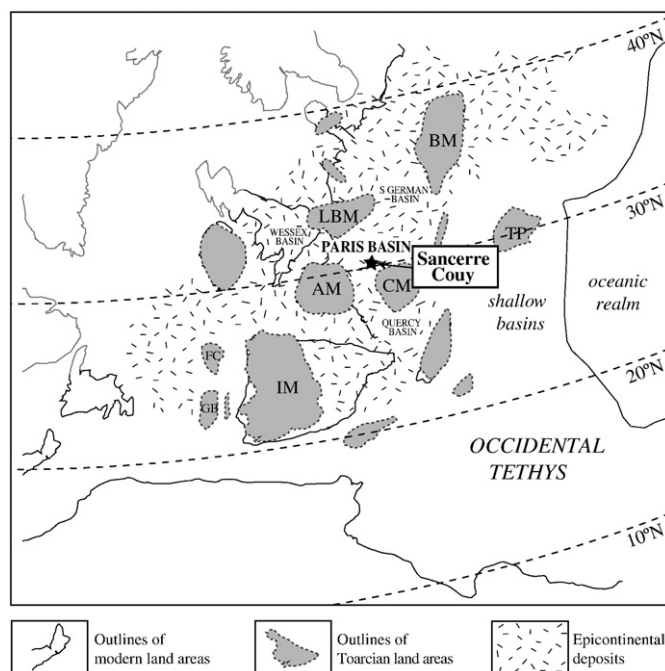 40°N
BM
S GERMAN
BASIN
30°N
LBM
WESSEX
BASIN
PARIS BASIN
TP
Sancerre
Couy
AM
CM
shallow
basins
oceanic
realm
QUERCY
BASIN
FC
IM
20°N
GB
OCCIDENTAL
TETHYS
10°N
Outlines of
modern land areas
Outlines of
Toarcian land areas
Epicontinental
deposits